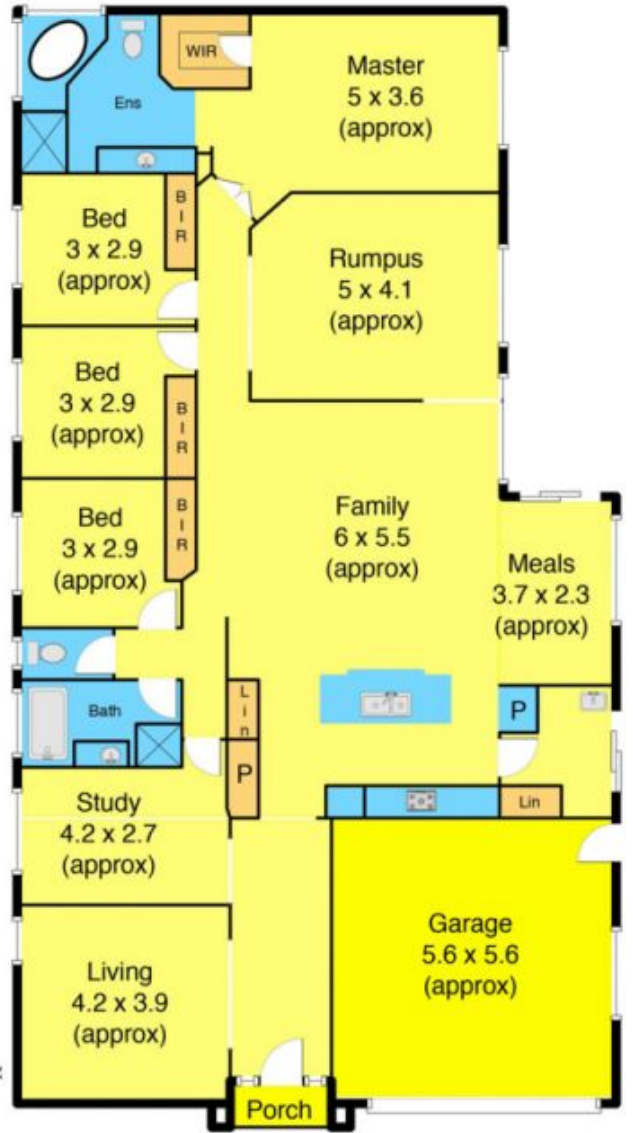 WIR
Master
5 x 3.6
(approx)
Ens
Bed
3 x 2.9
(approx)
B
I
R
Rumpus
5 x 4.1
(approx)
Bed
3 x 2.9
(approx)
B
I
R
Bed
3 x 2.9
(approx)
B
I
R
Family
6 x 5.5
(approx)
Meals
3.7 x 2.3
(approx)
Bath
L
i
n
P
P
Lin
Study
4.2 x 2.7
(approx)
Garage
5.6 x 5.6
(approx)
Living
4.2 x 3.9
(approx)
Porch